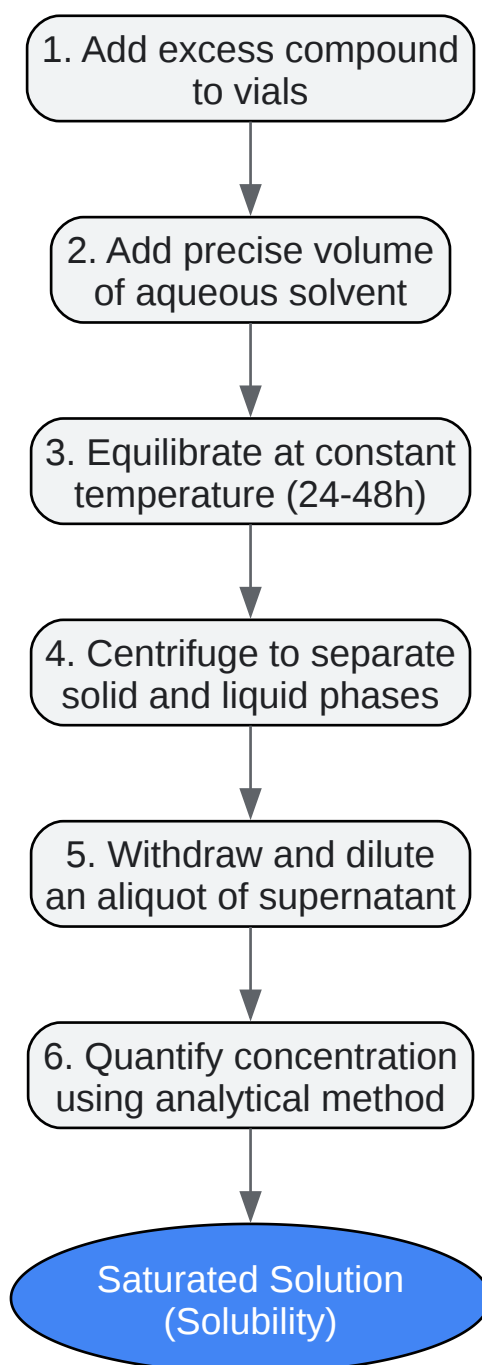 1. Add excess compound
to vials
2. Add precise volume
of aqueous solvent
3. Equilibrate at constant
temperature (24-48h)
4. Centrifuge to separate
solid and liquid phases
5. Withdraw and dilute
an aliquot of supernatant
6. Quantify concentration
using analytical method
Saturated Solution
(Solubility)